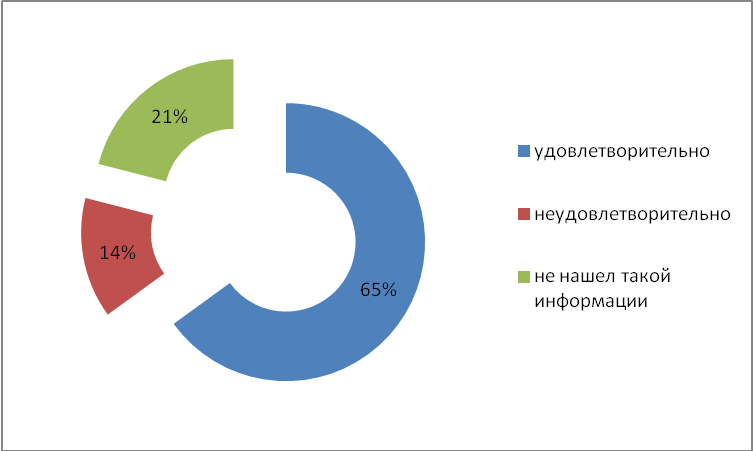 21%
14%
65%
удовлетворительно
неудовлетворительно
не нашел такой
информации